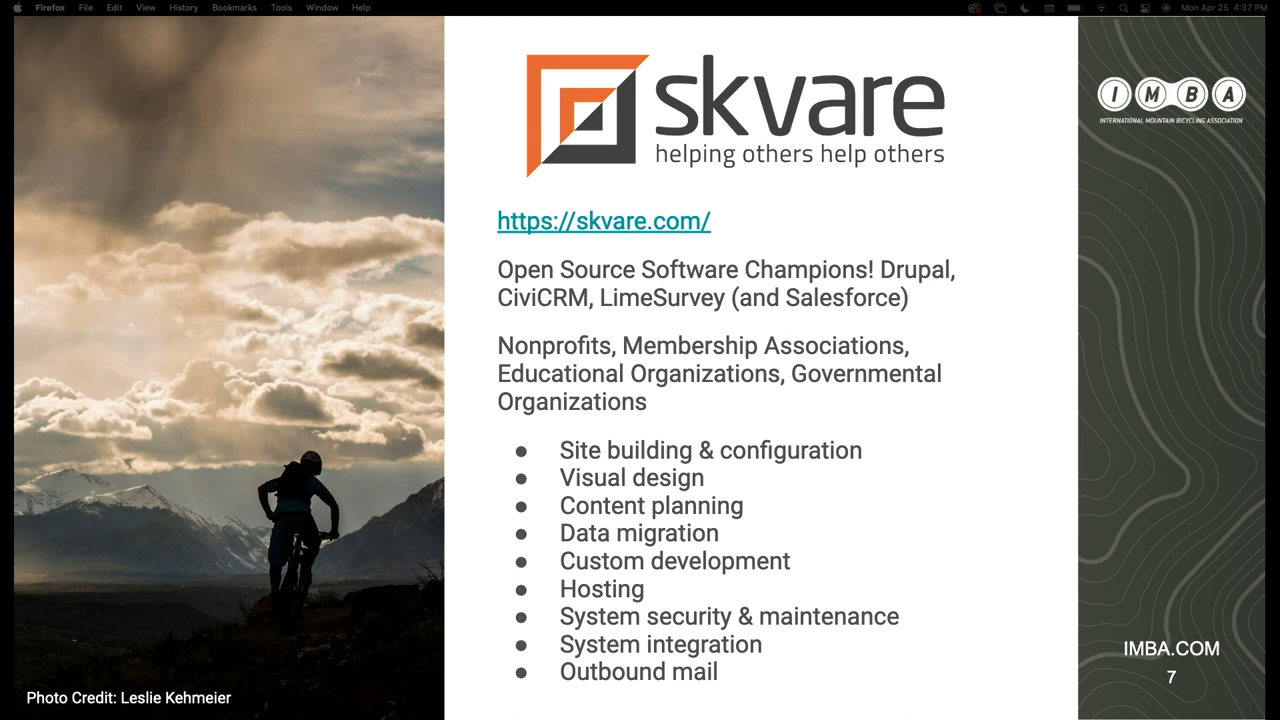 Firefox File Edit View History Bookmarks Tools Window Help Mon Apr 25 4:37 PM
skvare
helping others help others
I M B A
INTERNATIONAL MOUNTAIN BICYCLING ASSOCIATION
https://skvare.com/
Open Source Software Champions! Drupal,
CiviCRM, LimeSurvey (and Salesforce)
Nonprofits, Membership Associations,
Educational Organizations, Governmental
Organizations
● Site building & configuration
● Visual design
● Content planning
● Data migration
● Custom development
● Hosting
● System security & maintenance
● System integration
● Outbound mail
Photo Credit: Leslie Kehmeier
IMBA.COM
7